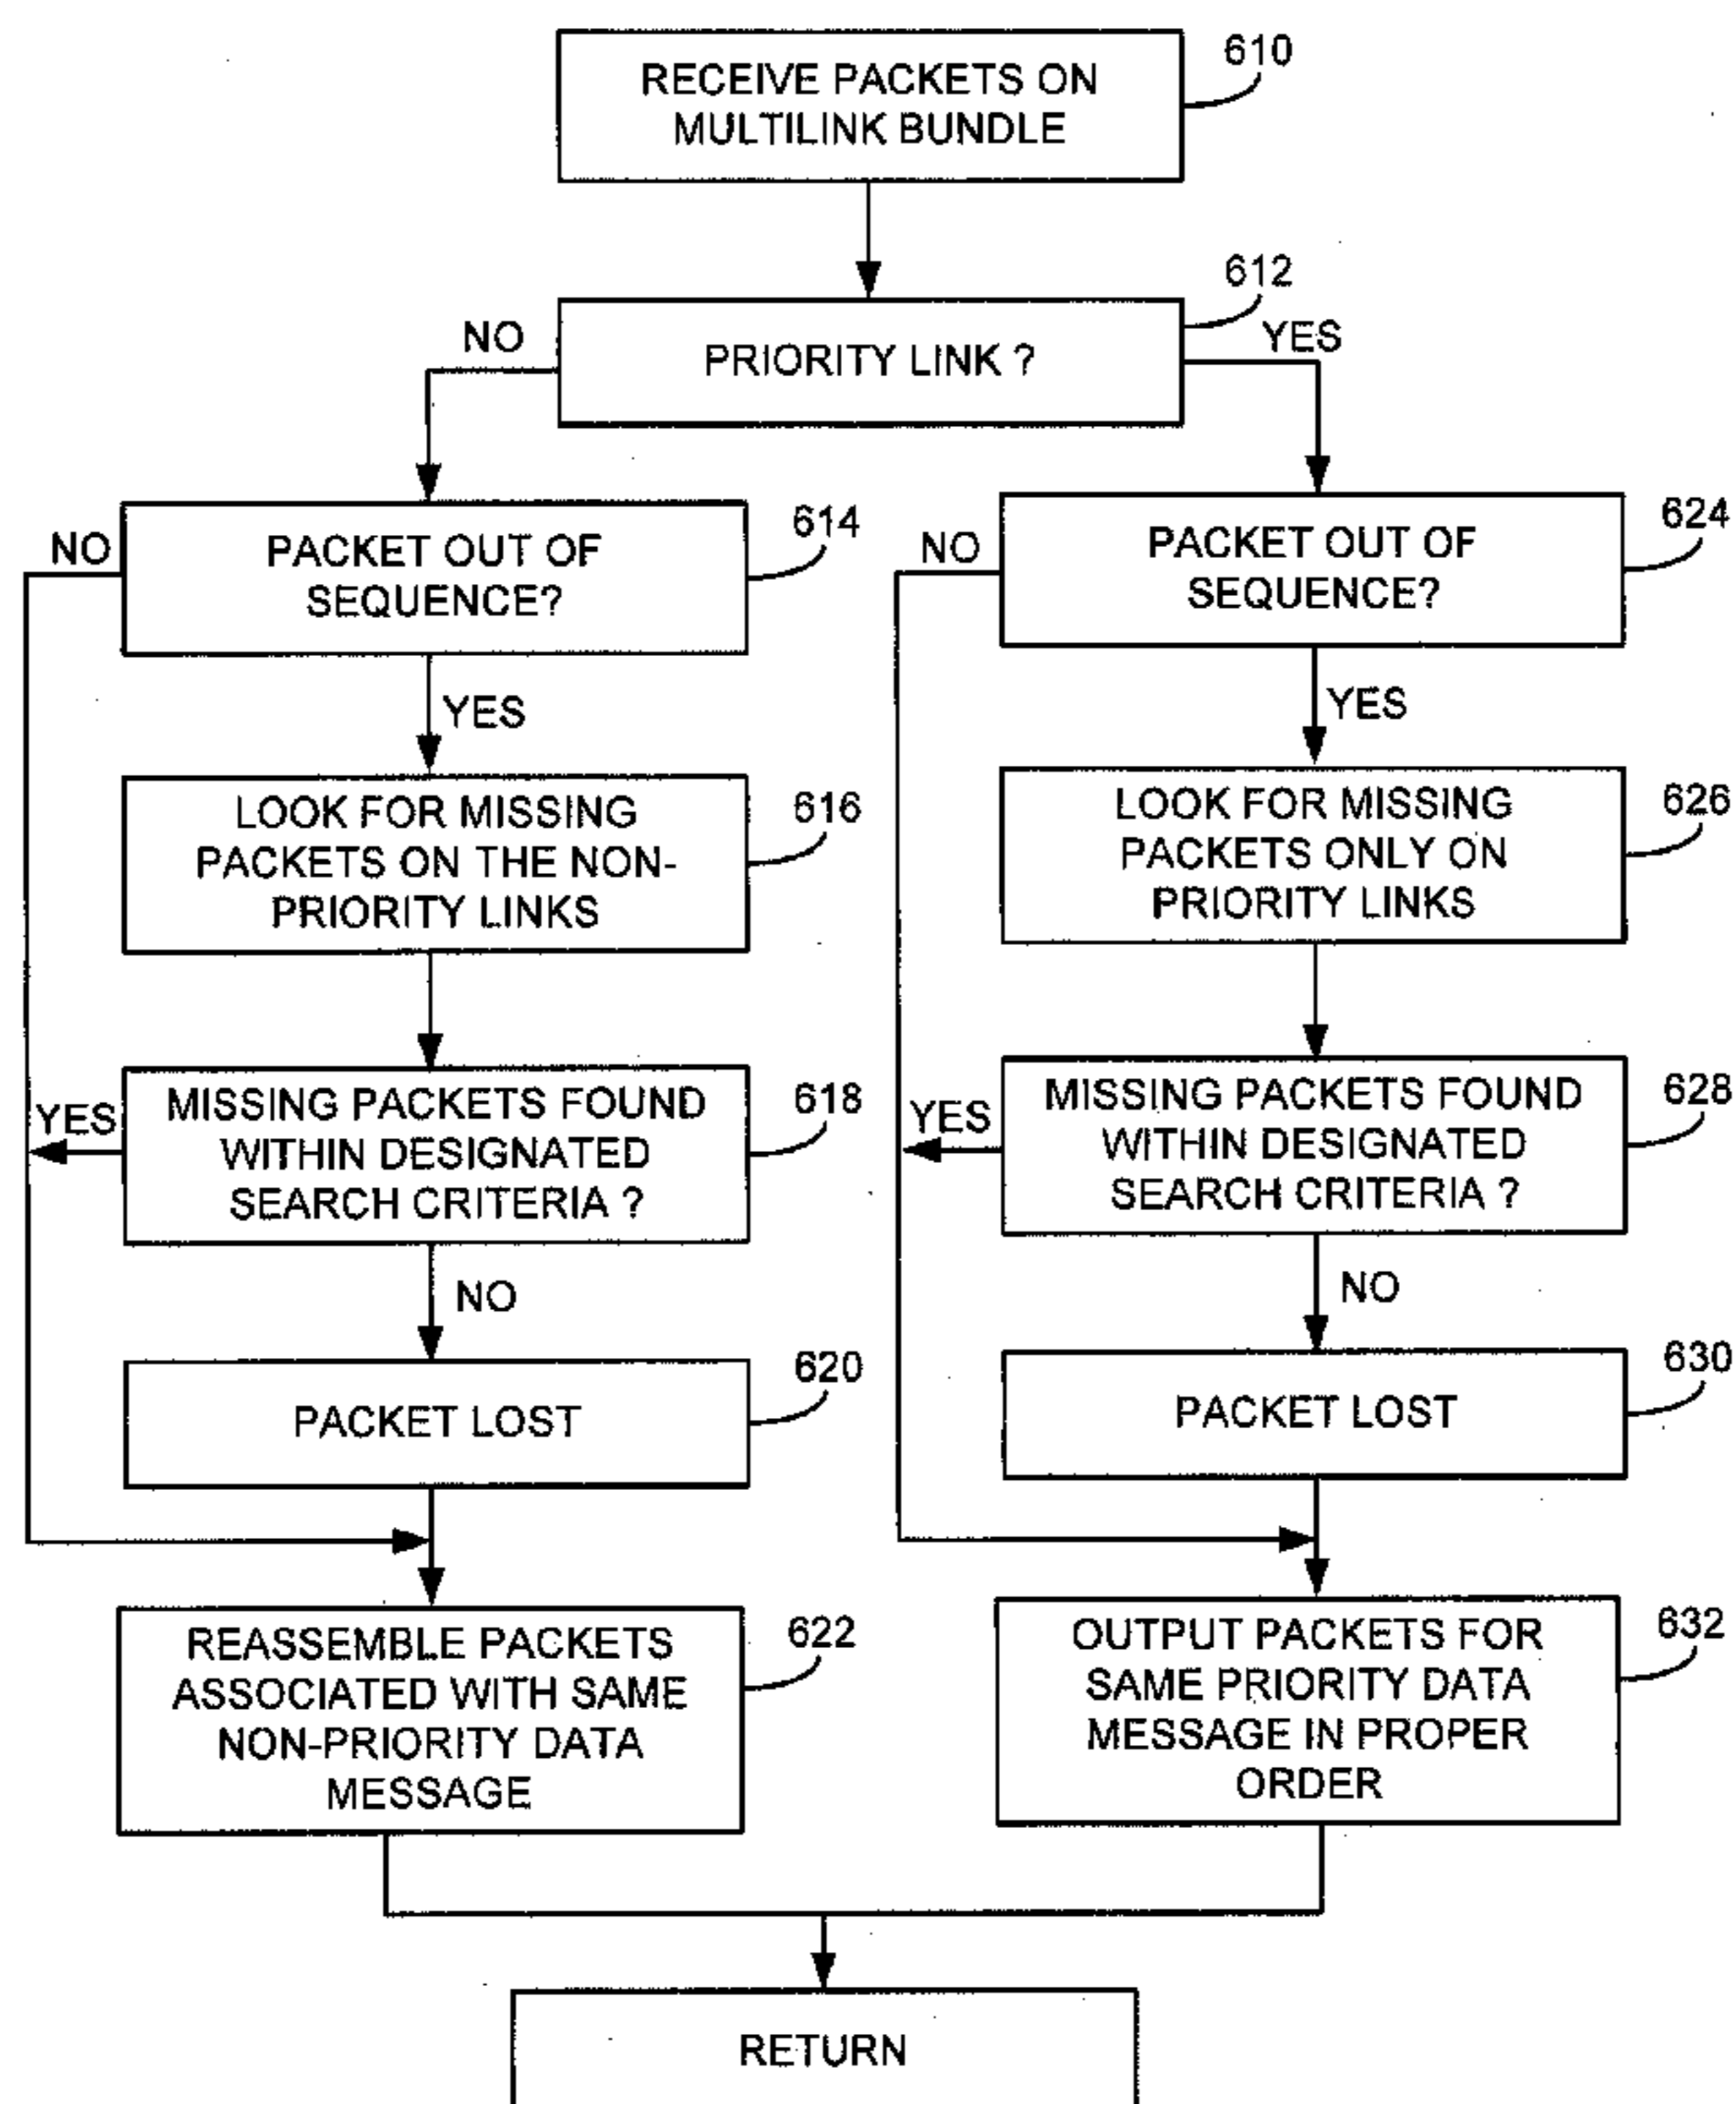 610
RECEIVE PACKETS ON
MULTILINK BUNDLE
612
NO
PRIORITY LINK ?
YES
614
NO
PACKET OUT OF
SEQUENCE?
YES
616
LOOK FOR MISSING
PACKETS ON THE NON-
PRIORITY LINKS
618
YES
MISSING PACKETS FOUND
WITHIN DESIGNATED
SEARCH CRITERIA ?
NO
620
PACKET LOST
622
REASSEMBLE PACKETS
ASSOCIATED WITH SAME
NON-PRIORITY DATA
MESSAGE
624
NO
PACKET OUT OF
SEQUENCE?
YES
626
LOOK FOR MISSING
PACKETS ONLY ON
PRIORITY LINKS
628
YES
MISSING PACKETS FOUND
WITHIN DESIGNATED
SEARCH CRITERIA ?
NO
630
PACKET LOST
632
OUTPUT PACKETS FOR
SAME PRIORITY DATA
MESSAGE IN PROPER
ORDER
RETURN